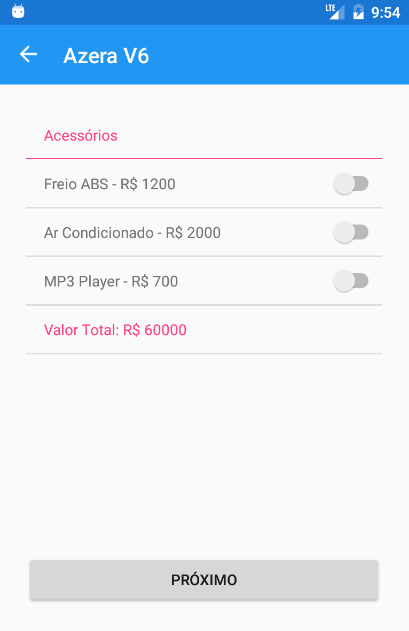 LTE 9:54
Azera V6
Acessórios
Freio ABS - R$ 1200
Ar Condicionado - R$ 2000
MP3 Player - R$ 700
Valor Total: R$ 60000
PRÓXIMO